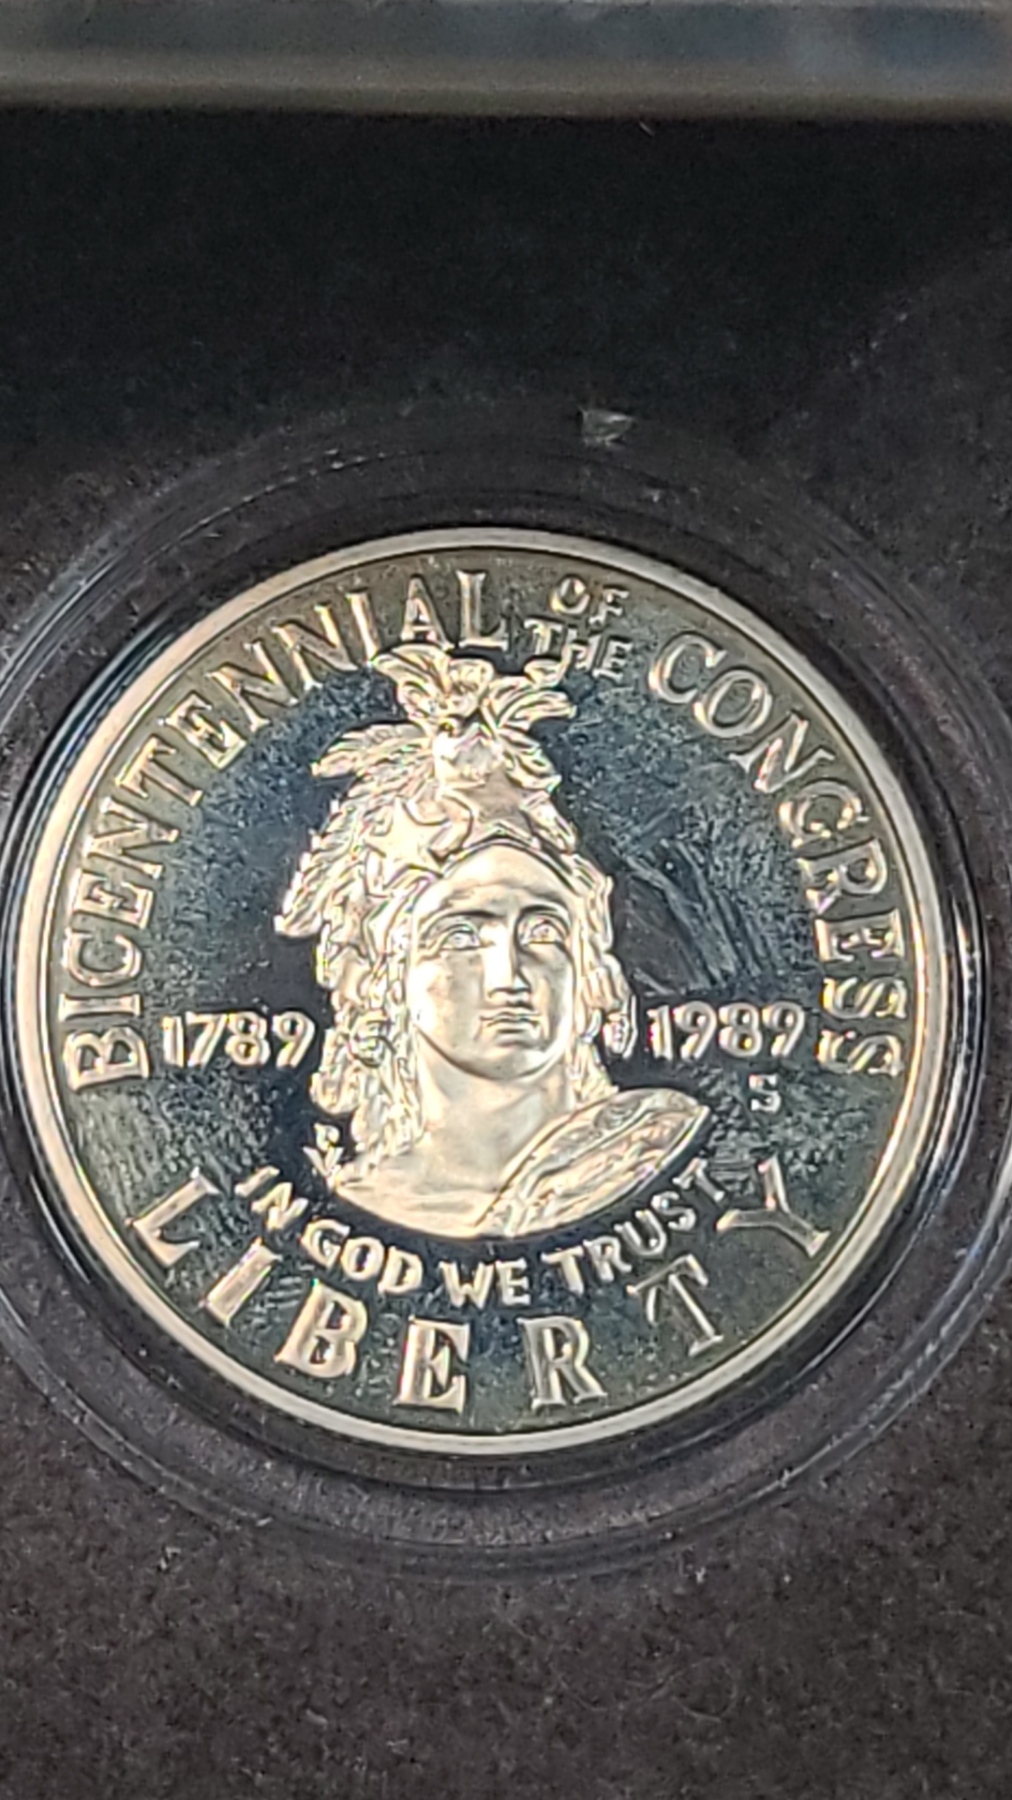 BICENTENNIAL OF THE CONGRESS
1789 1989
S
IN GOD WE TRUST
LIBERTY